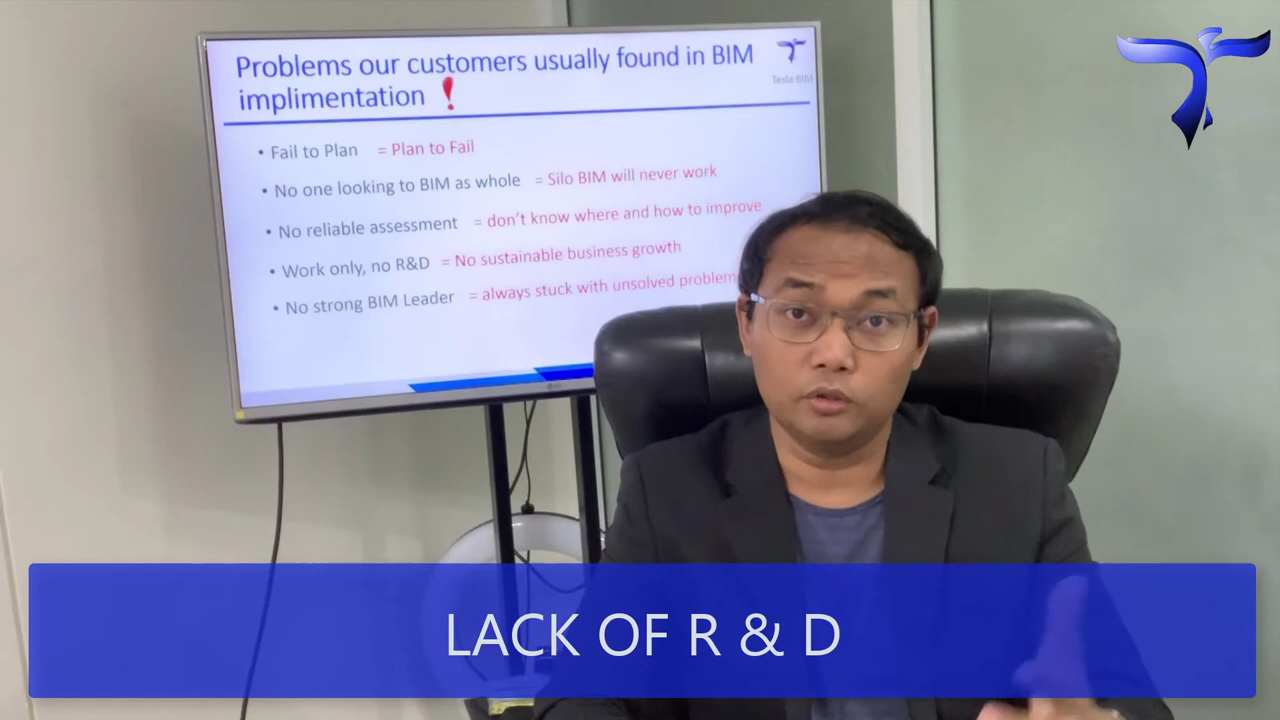 Problems our customers usually found in BIM
implimentation !
Tesla BIM
• Fail to Plan = Plan to Fail
• No one looking to BIM as whole = Silo BIM will never work
• No reliable assessment = don't know where and how to improve
• Work only, no R&D = No sustainable business growth
• No strong BIM Leader = always stuck with unsolved problem
LACK OF R & D